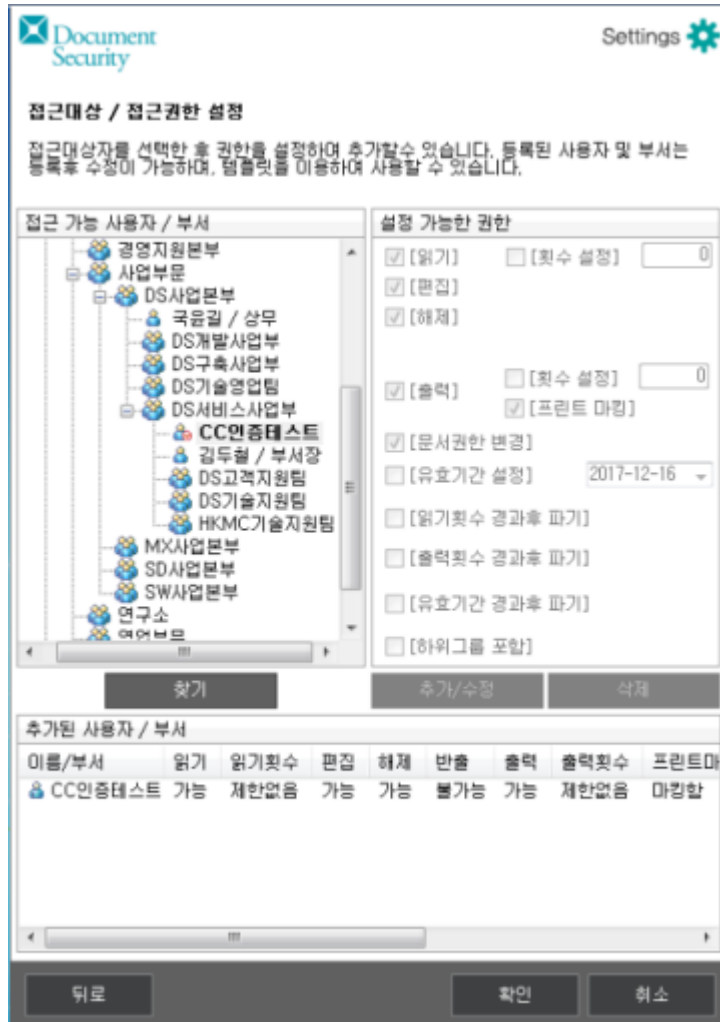 Document
Security
Settings
접근대상 / 접근권한 설정
접근대상자를 선택한 후 권한을 설정하여 추가할수 있습니다. 등록된 사용자 및 부서는
등록후 수정이 가능하며, 템플릿을 이용하여 사용할 수 있습니다.
접근 가능 사용자 / 부서
경영지원본부
사업부문
DS사업본부
국윤길 / 상무
DS개발사업부
DS구축사업부
DS기술영업팀
DS서비스사업부
CC인증테스트
김두철 / 부서장
DS고객지원팀
DS기술지원팀
HKMC기술지원팀
MX사업본부
SD사업본부
SW사업본부
연구소
영업부문
찾기
설정 가능한 권한
[읽기] [횟수 설정] 0
[편집]
[해제]
[출력] [횟수 설정] 0
[프린트 마킹]
[문서권한 변경]
[유효기간 설정] 2017-12-16
[읽기횟수 경과후 파기]
[출력횟수 경과후 파기]
[유효기간 경과후 파기]
[하위그룹 포함]
추가/수정 삭제
추가된 사용자 / 부서
이름/부서 읽기 읽기횟수 편집 해제 반출 출력 출력횟수 프린트마
CC인증테스트 가능 제한없음 가능 가능 불가능 가능 제한없음 마킹함
뒤로 확인 취소